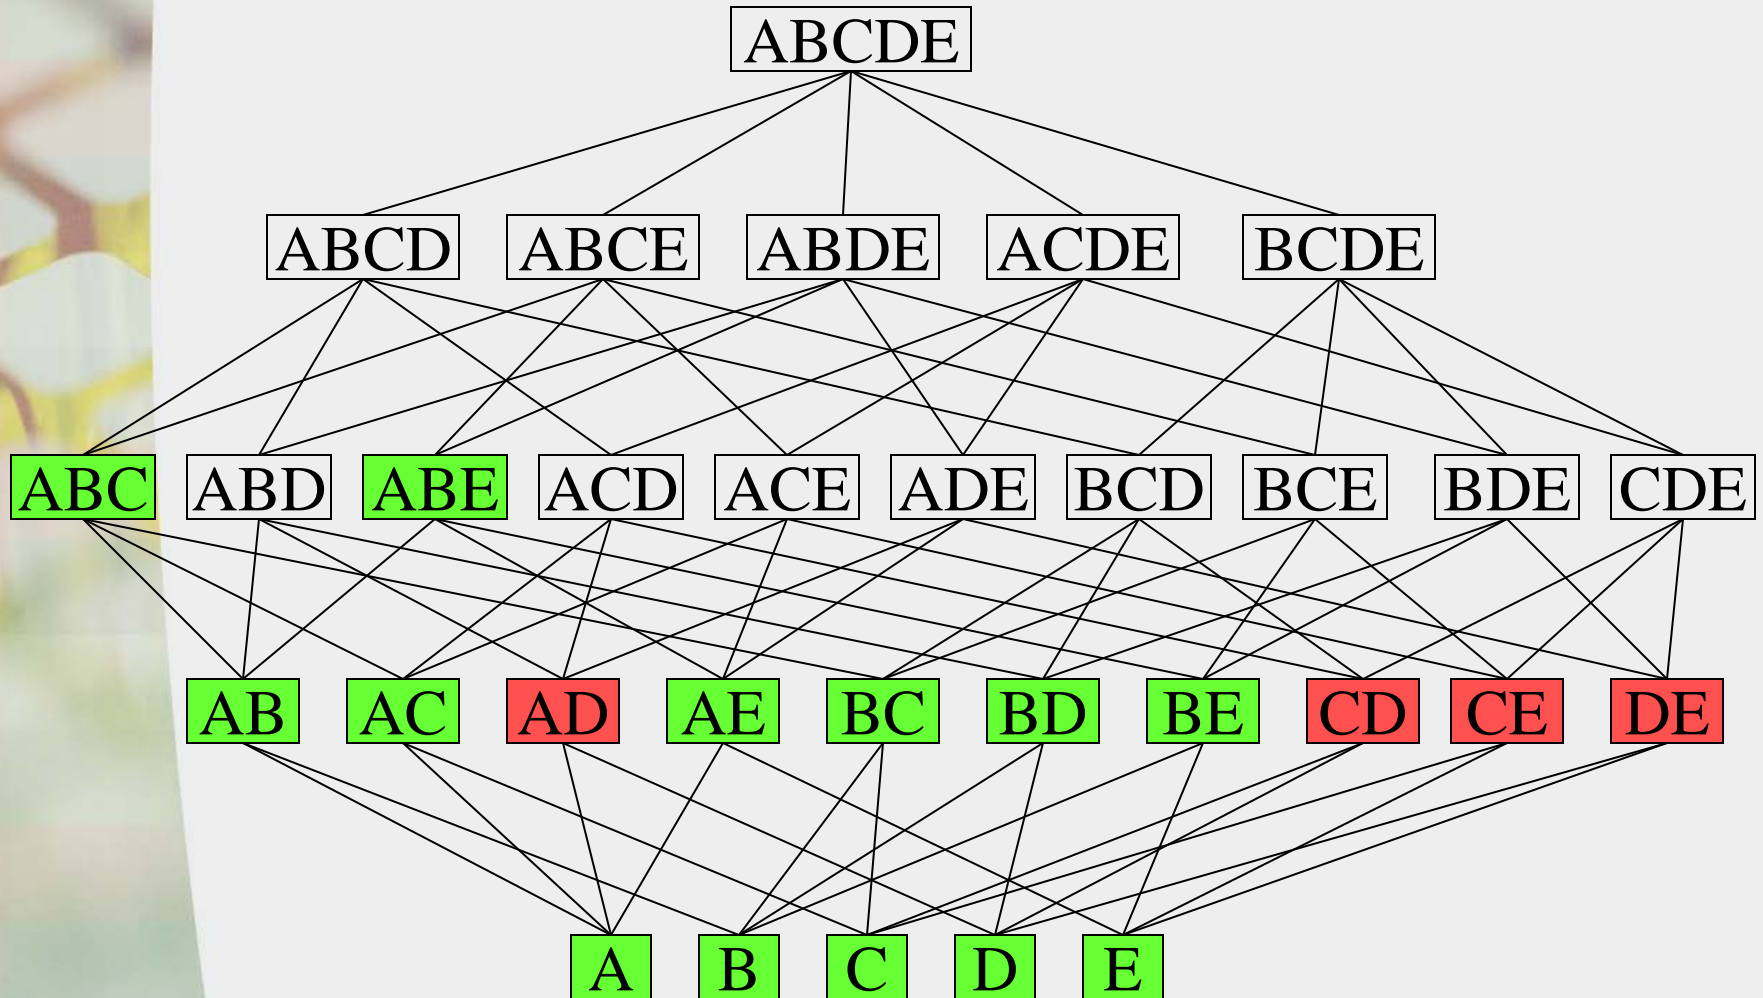 ABCDE
ABCD ABCE ABDE ACDE BCDE
ABC ABD ABE ACD ACE ADE BCD BCE BDE CDE
AB AC AD AE BC BD BE CD CE DE
A B C D E